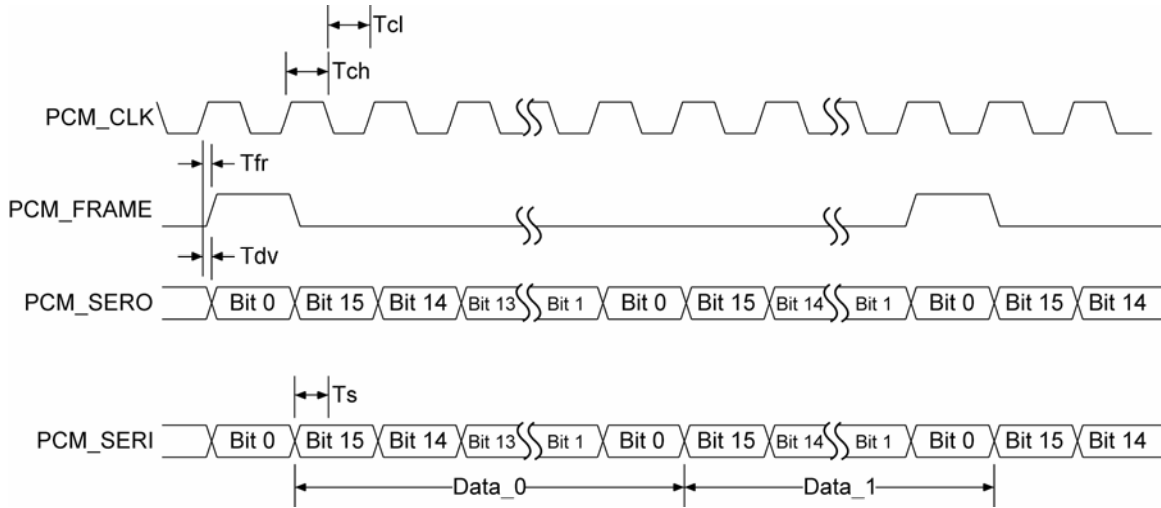 Tcl
Tch
PCM_CLK
Tfr
PCM_FRAME
Tdv
PCM_SERO Bit 0 Bit 15 Bit 14 Bit 13 Bit 1 Bit 0 Bit 15 Bit 14 Bit 1 Bit 0 Bit 15 Bit 14
Ts
PCM_SERI Bit 0 Bit 15 Bit 14 Bit 13 Bit 1 Bit 0 Bit 15 Bit 14 Bit 1 Bit 0 Bit 15 Bit 14
Data_0 Data_1